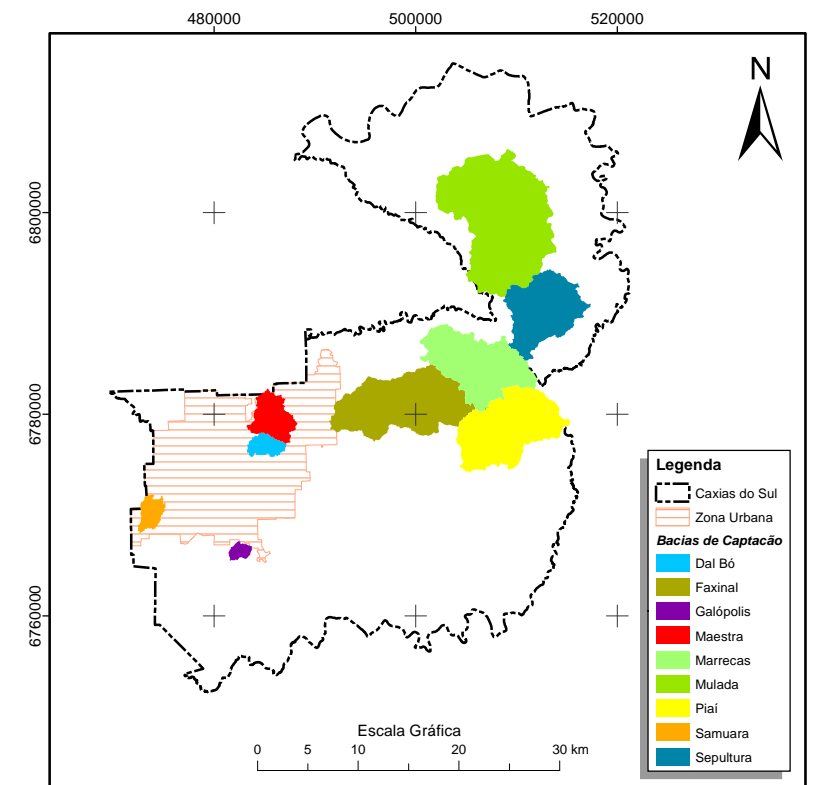 480000 500000 520000
N
6800000
6780000
6760000
Legenda
Caxias do Sul
Zona Urbana
Bacias de Captacão
Dal Bó
Faxinal
Galópolis
Maestra
Marrecas
Mulada
Piaí
Samuara
Sepultura
Escala Gráfica
0 5 10 20 30 km